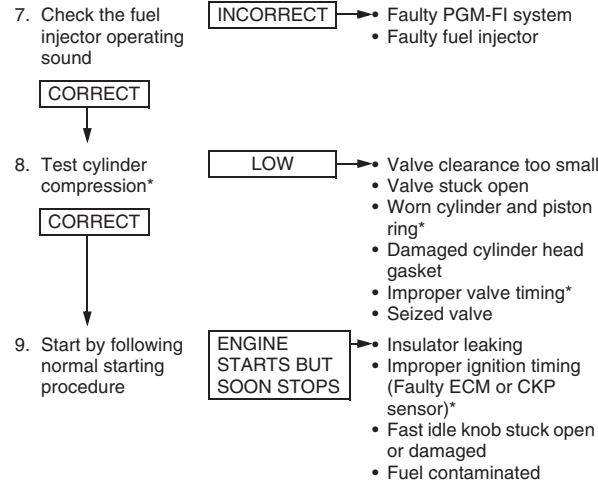 7. Check the fuel
injector operating
sound
INCORRECT
• Faulty PGM-FI system
• Faulty fuel injector
CORRECT
8. Test cylinder
compression*
LOW
• Valve clearance too small
• Valve stuck open
• Worn cylinder and piston
ring*
• Damaged cylinder head
gasket
• Improper valve timing*
• Seized valve
CORRECT
9. Start by following
normal starting
procedure
ENGINE
STARTS BUT
SOON STOPS
• Insulator leaking
• Improper ignition timing
(Faulty ECM or CKP
sensor)*
• Fast idle knob stuck open
or damaged
• Fuel contaminated